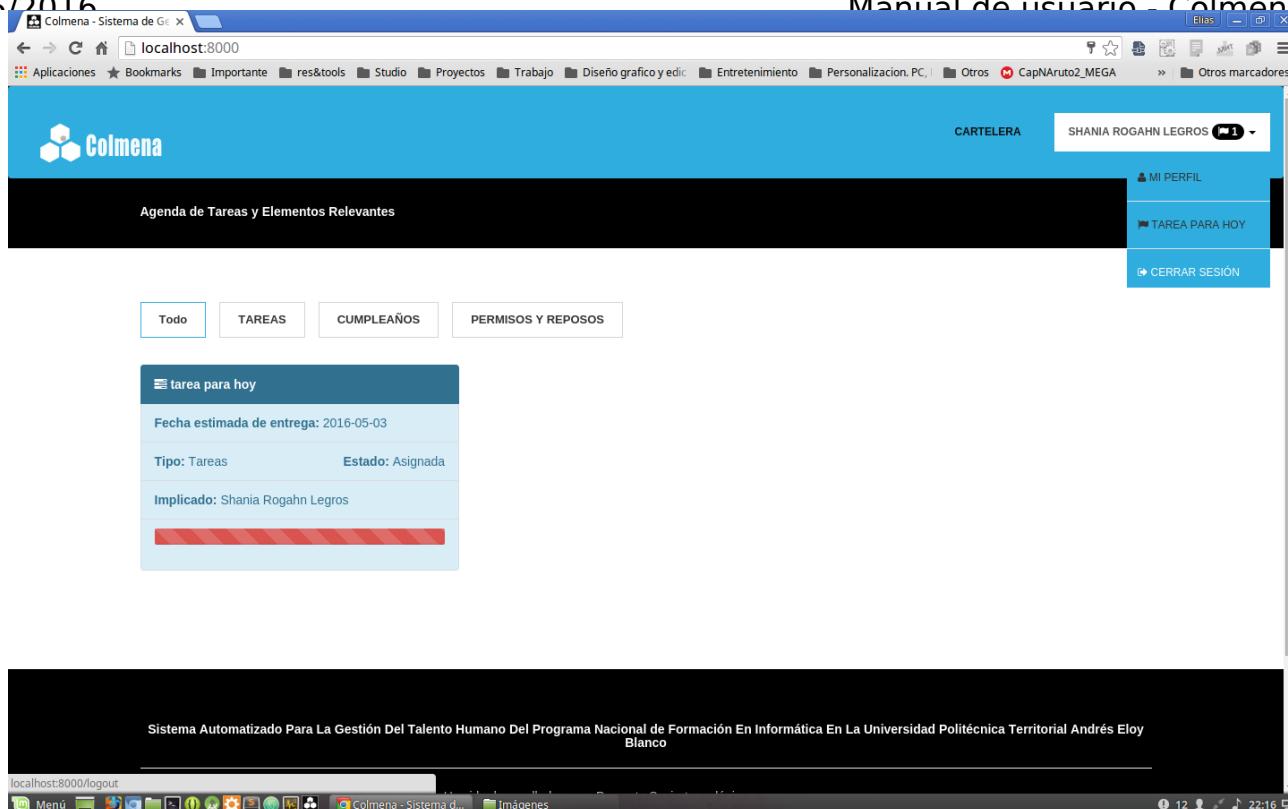 5/2016
Manual de usuario - Colmen
Colmena - Sistema de Ge
Elias
localhost:8000
Aplicaciones Bookmarks Importante res&tools Studio Proyectos Trabajo Diseño grafico y edic Entretenimiento Personalizacion. PC, Otros CapNAruto2_MEGA » Otros marcadores
Colmena
CARTELERA
SHANIA ROGAHN LEGROS 1
MI PERFIL
Agenda de Tareas y Elementos Relevantes
TAREA PARA HOY
CERRAR SESIÓN
Todo TAREAS CUMPLEAÑOS PERMISOS Y REPOSOS
tarea para hoy
Fecha estimada de entrega: 2016-05-03
Tipo: Tareas Estado: Asignada
Implicado: Shania Rogahn Legros
Sistema Automatizado Para La Gestión Del Talento Humano Del Programa Nacional de Formación En Informática En La Universidad Politécnica Territorial Andrés Eloy
Blanco
localhost:8000/logout
Menú Colmena - Sistema d... Imágenes 12 22:16